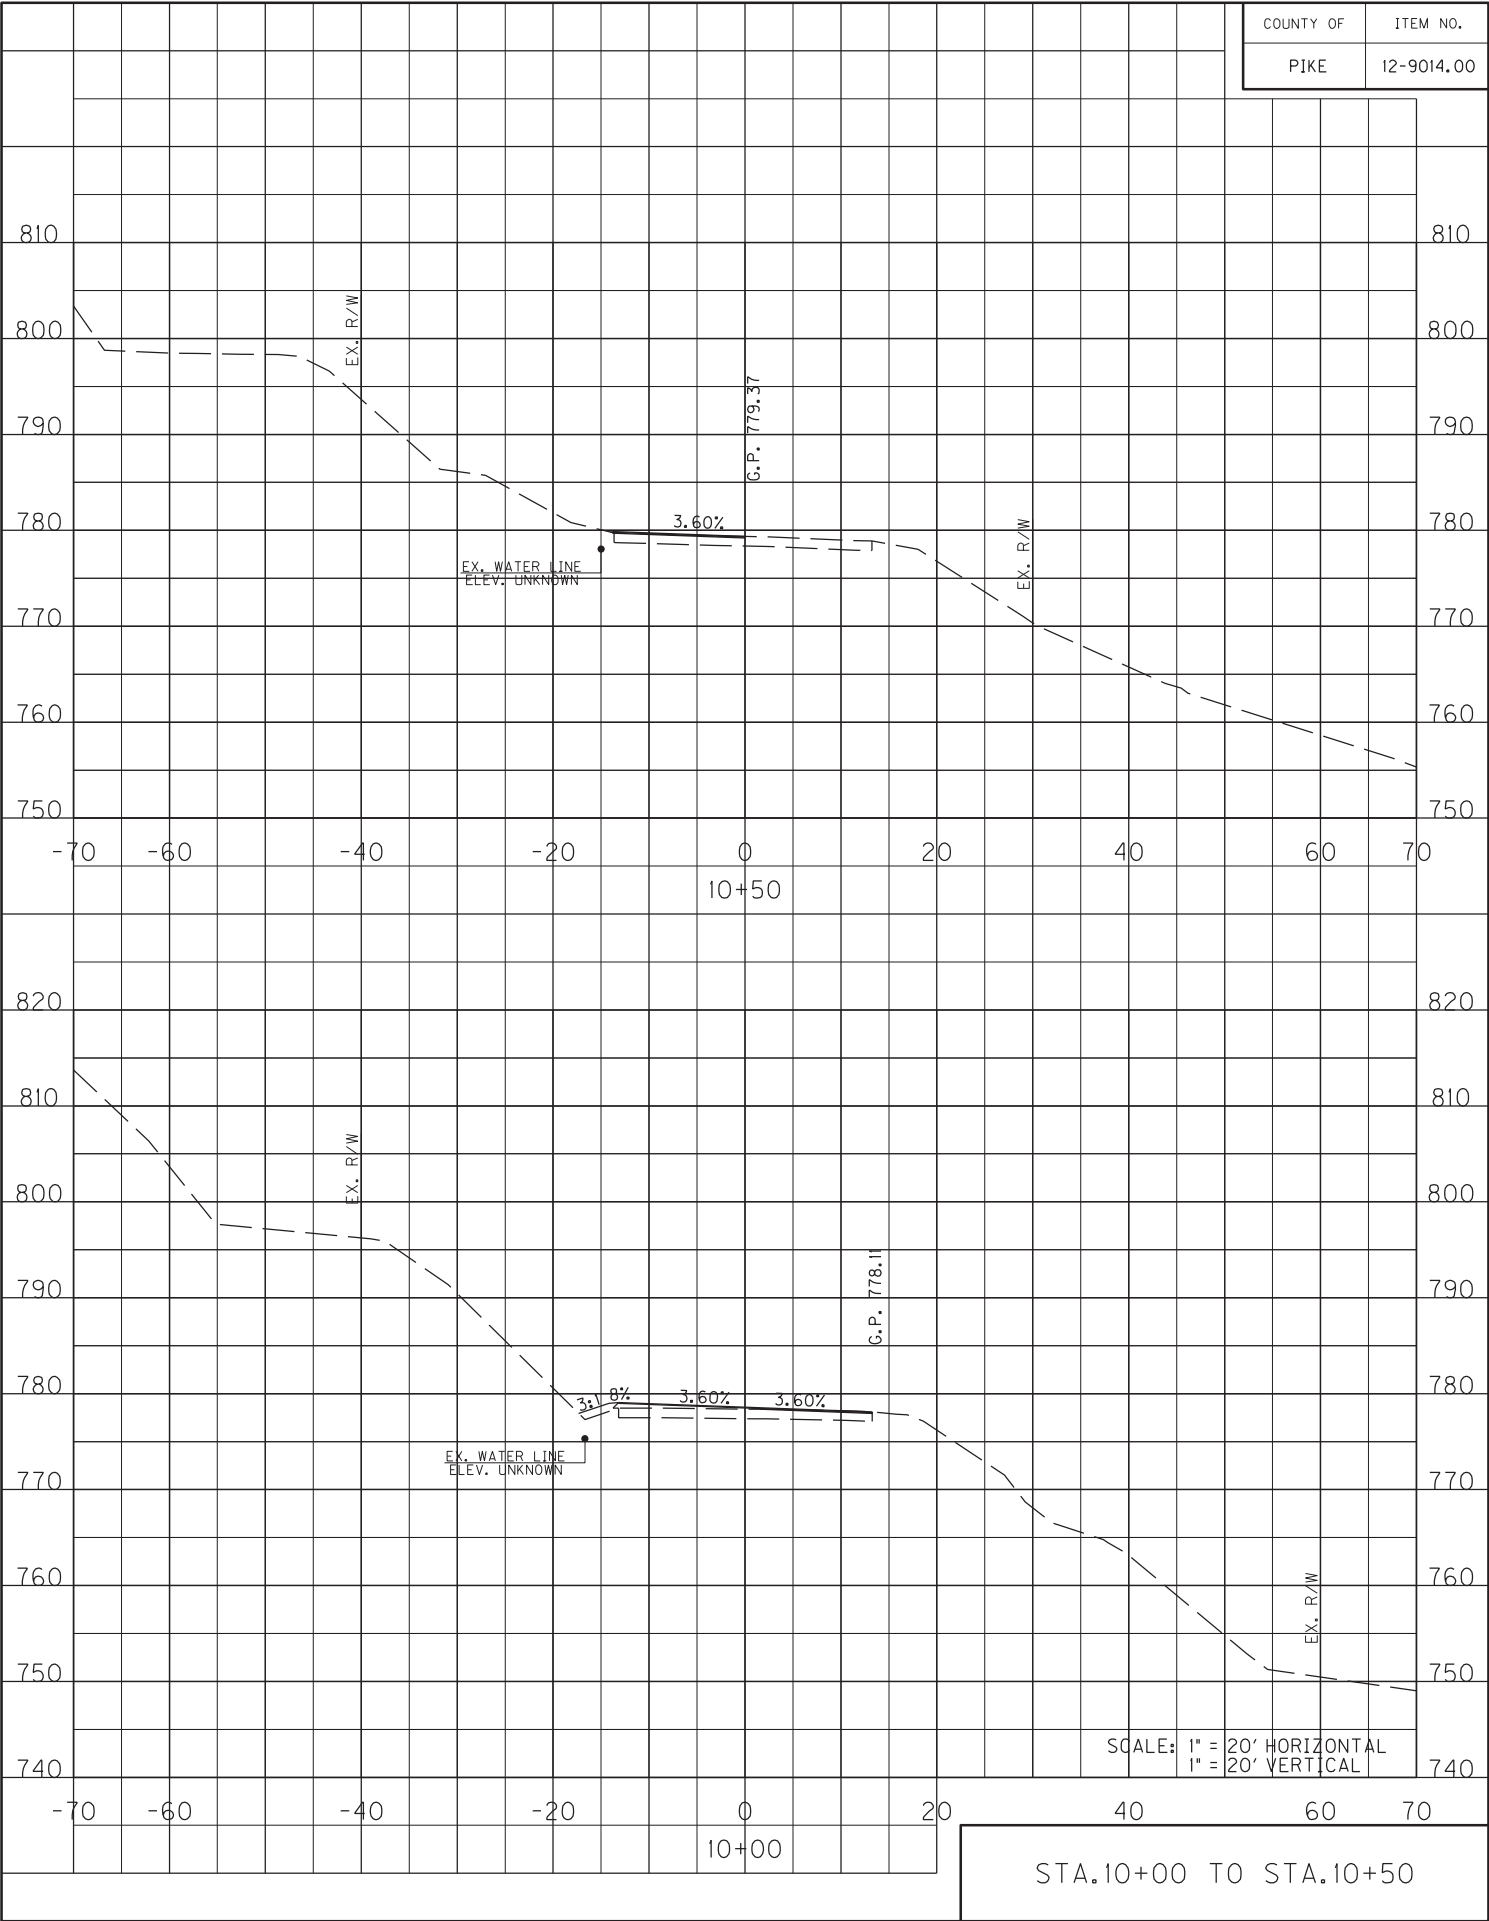 COUNTY OF ITEM NO.
PIKE 12-9014.00
810 810
EX. R/W
800 800
G.P. 779.37
790 790
3.60%
780 780
EX. R/W
EX. WATER LINE
ELEV. UNKNOWN
770 770
760 760
750 750
-70 -60 -40 -20 0 20 40 60 70
10+50
820 820
810 810
EX. R/W
800 800
G.P. 778.11
790 790
780 780
3:1 8% 3.60% 3.60%
EX. WATER LINE
ELEV. UNKNOWN
770 770
760 760
EX. R/W
750 750
SCALE: 1" = 20' HORIZONTAL
1" = 20' VERTICAL
740 740
-70 -60 -40 -20 0 20 40 60 70
10+00
STA.10+00 TO STA.10+50